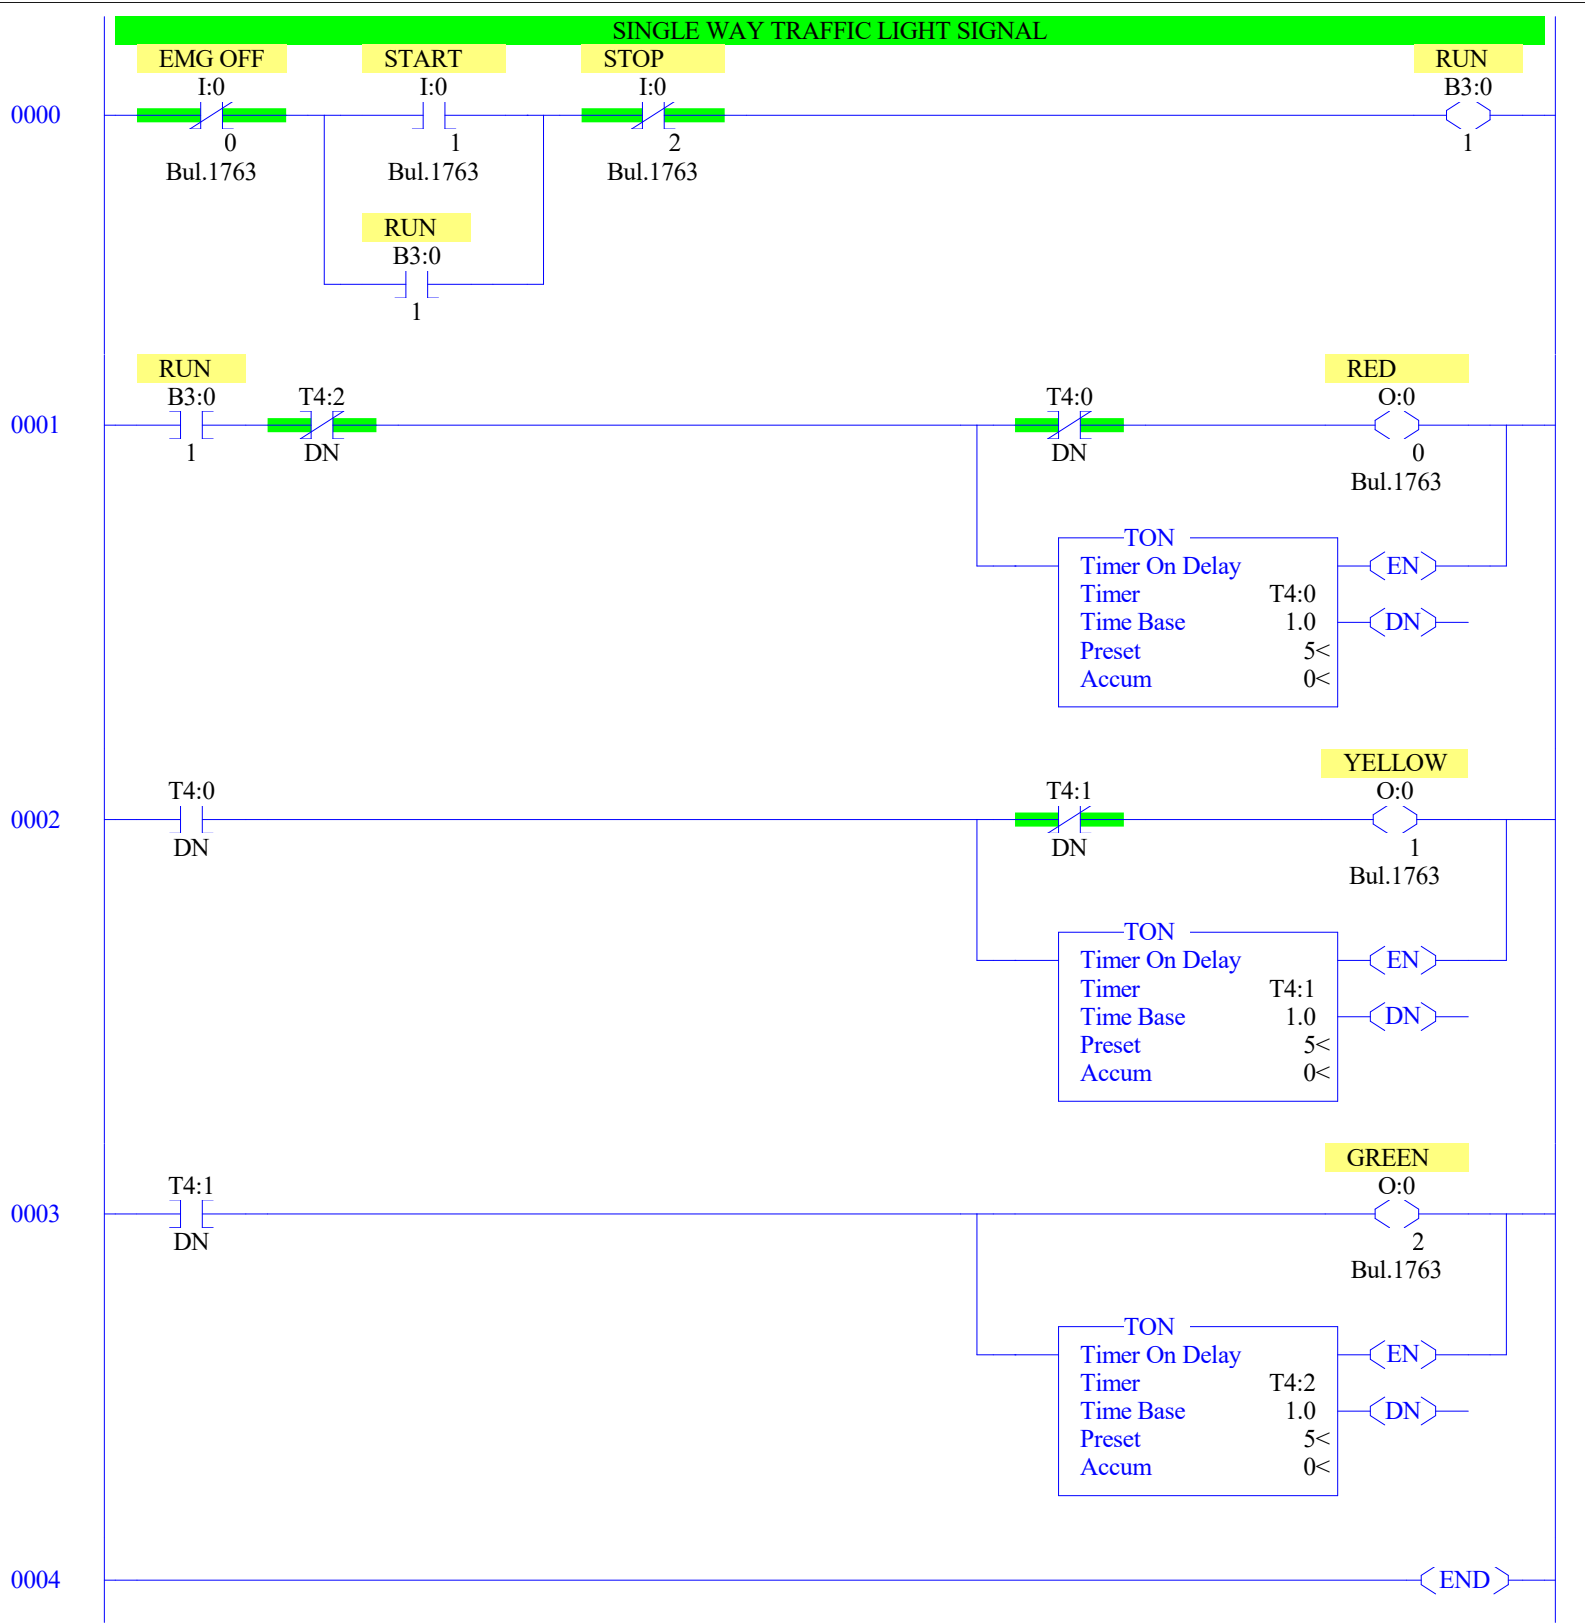 SINGLE WAY TRAFFIC LIGHT SIGNAL
EMG OFF START STOP RUN
I:0 I:0 I:0 B3:0
0000
0 1 2 1
Bul.1763 Bul.1763 Bul.1763
RUN
B3:0
1
RUN RED
B3:0 T4:2 T4:0 O:0
0001
1 DN DN 0
Bul.1763
TON
Timer On Delay EN
Timer T4:0
Time Base 1.0 DN
Preset 5<
Accum 0<
YELLOW
T4:0 T4:1 O:0
0002
DN DN 1
Bul.1763
TON
Timer On Delay EN
Timer T4:1
Time Base 1.0 DN
Preset 5<
Accum 0<
GREEN
T4:1 O:0
0003
DN 2
Bul.1763
TON
Timer On Delay EN
Timer T4:2
Time Base 1.0 DN
Preset 5<
Accum 0<
0004 END